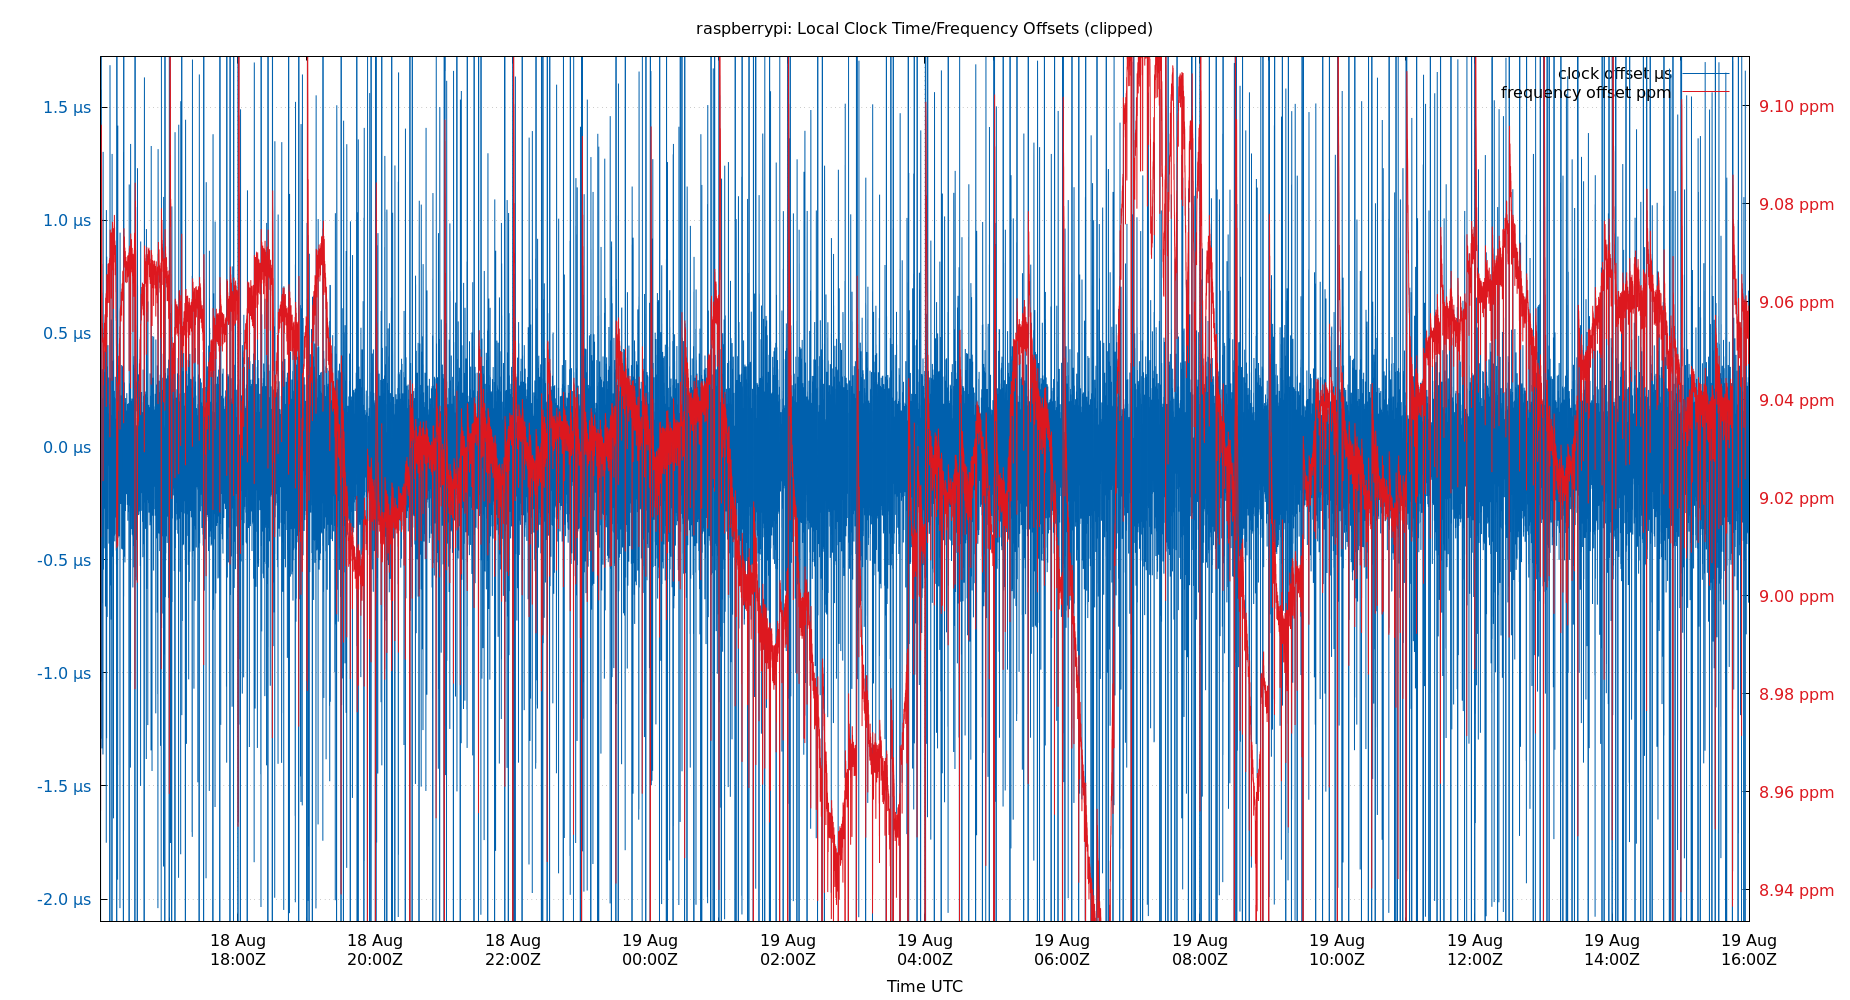 raspberrypi: Local Clock Time/Frequency Offsets (clipped)
clock offset µs
frequency offset ppm
1.5 µs
1.0 µs
0.5 µs
0.0 µs
-0.5 µs
-1.0 µs
-1.5 µs
-2.0 µs
9.10 ppm
9.08 ppm
9.06 ppm
9.04 ppm
9.02 ppm
9.00 ppm
8.98 ppm
8.96 ppm
8.94 ppm
18 Aug 18 Aug 18 Aug 19 Aug 19 Aug 19 Aug 19 Aug 19 Aug 19 Aug 19 Aug 19 Aug 19 Aug
18:00Z 20:00Z 22:00Z 00:00Z 02:00Z 04:00Z 06:00Z 08:00Z 10:00Z 12:00Z 14:00Z 16:00Z
Time UTC